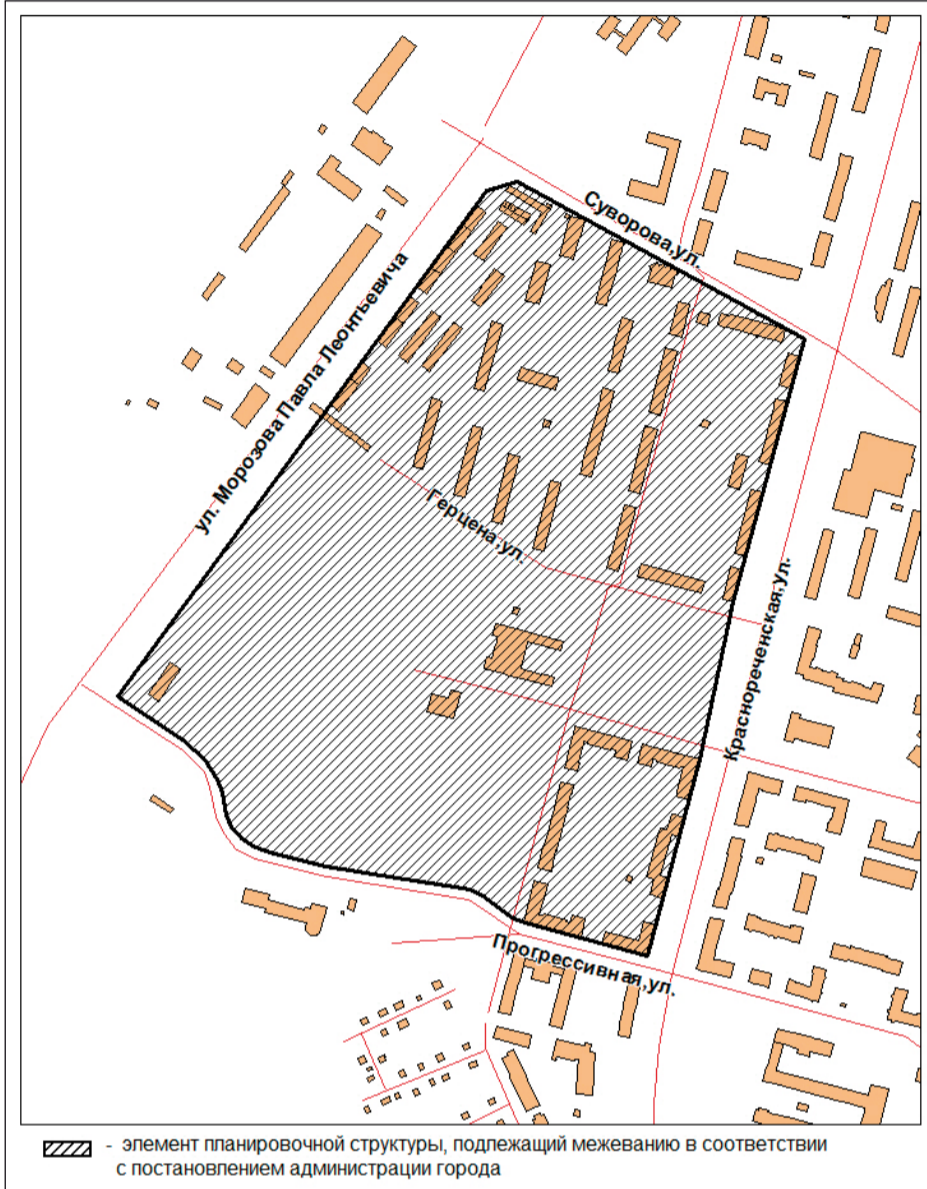 Суворова,ул.
ул. Морозова Павла Леонтьевича
Герцена,ул.
Краснореченская,ул.
Прогрессивная,ул.
- элемент планировочной структуры, подлежащий межеванию в соответствии
с постановлением администрации города